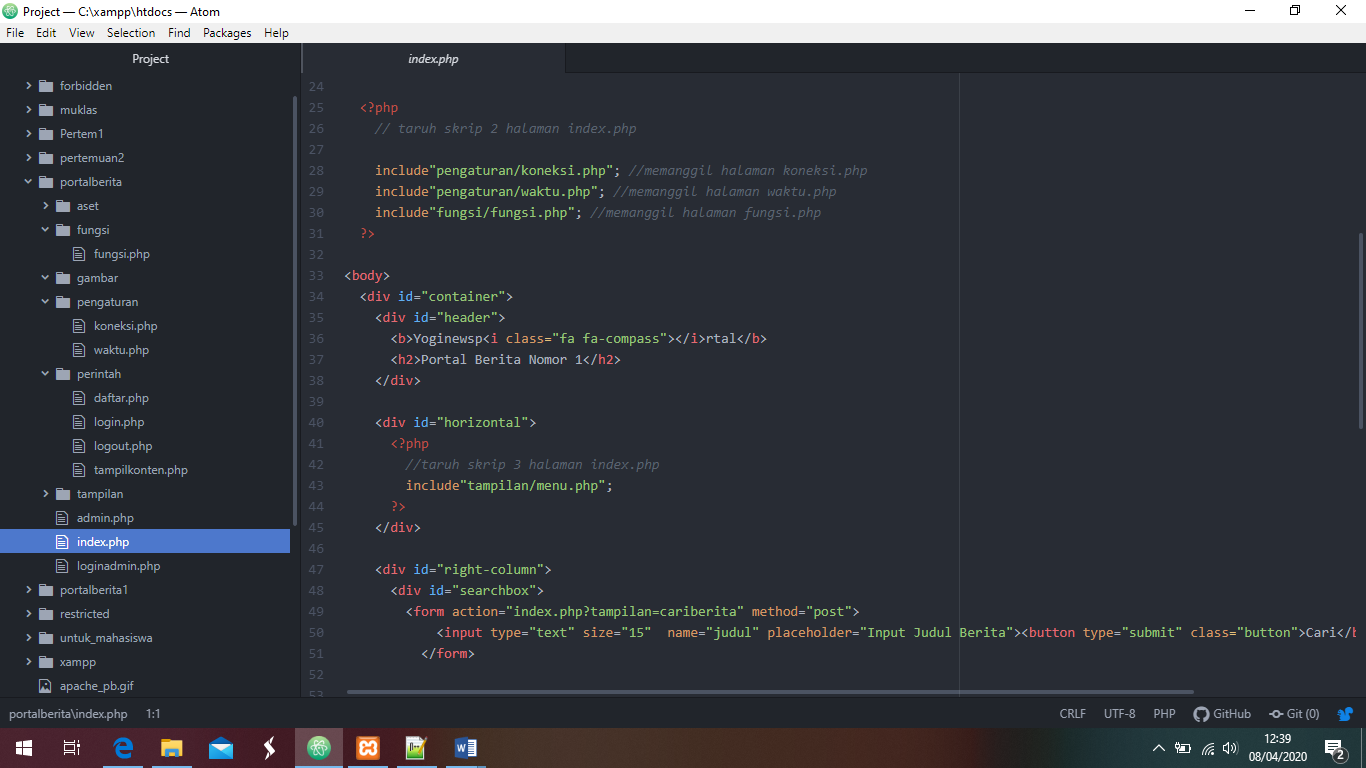 Project — C:\xampp\htdocs — Atom
File Edit View Selection Find Packages Help
Project
forbidden
muklas
Pertem1
pertemuan2
portalberita
aset
fungsi
fungsi.php
gambar
pengaturan
koneksi.php
waktu.php
perintah
daftar.php
login.php
logout.php
tampilkonten.php
tampilan
admin.php
index.php
loginadmin.php
portalberita1
restricted
untuk_mahasiswa
xampp
apache_pb.gif
index.php
24
25 <?php
26 // taruh skrip 2 halaman index.php
27
28 include"pengaturan/koneksi.php"; //memanggil halaman koneksi.php
29 include"pengaturan/waktu.php"; //memanggil halaman waktu.php
30 include"fungsi/fungsi.php"; //memanggil halaman fungsi.php
31 ?>
32
33 <body>
34 <div id="container">
35 <div id="header">
36 <b>Yoginewsp<i class="fa fa-compass"></i>rtal</b>
37 <h2>Portal Berita Nomor 1</h2>
38 </div>
39
40 <div id="horizontal">
41 <?php
42 //taruh skrip 3 halaman index.php
43 include"tampilan/menu.php";
44 ?>
45 </div>
46
47 <div id="right-column">
48 <div id="searchbox">
49 <form action="index.php?tampilan=cariberita" method="post">
50 <input type="text" size="15"  name="judul" placeholder="Input Judul Berita"><button type="submit" class="button">Cari</b
51 </form>
52
53
portalberita\index.php 1:1 CRLF UTF-8 PHP GitHub Git (0)
12:39
08/04/2020
2